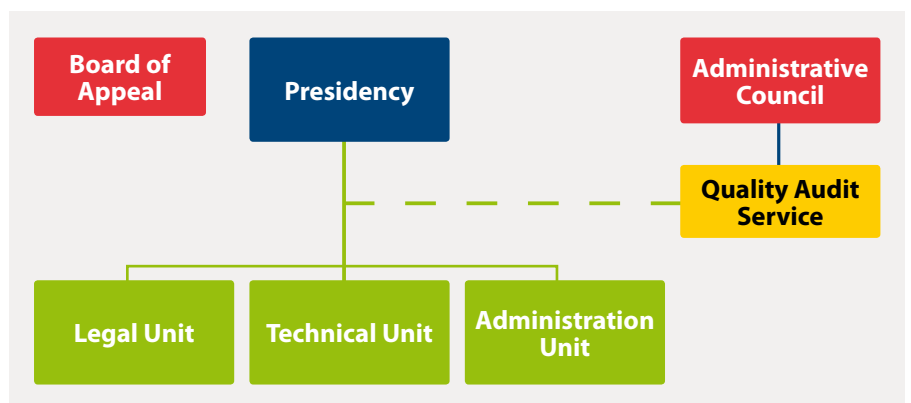 Board of
Appeal
Presidency
Administrative
Council
Quality Audit
Service
Legal Unit
Technical Unit
Administration
Unit